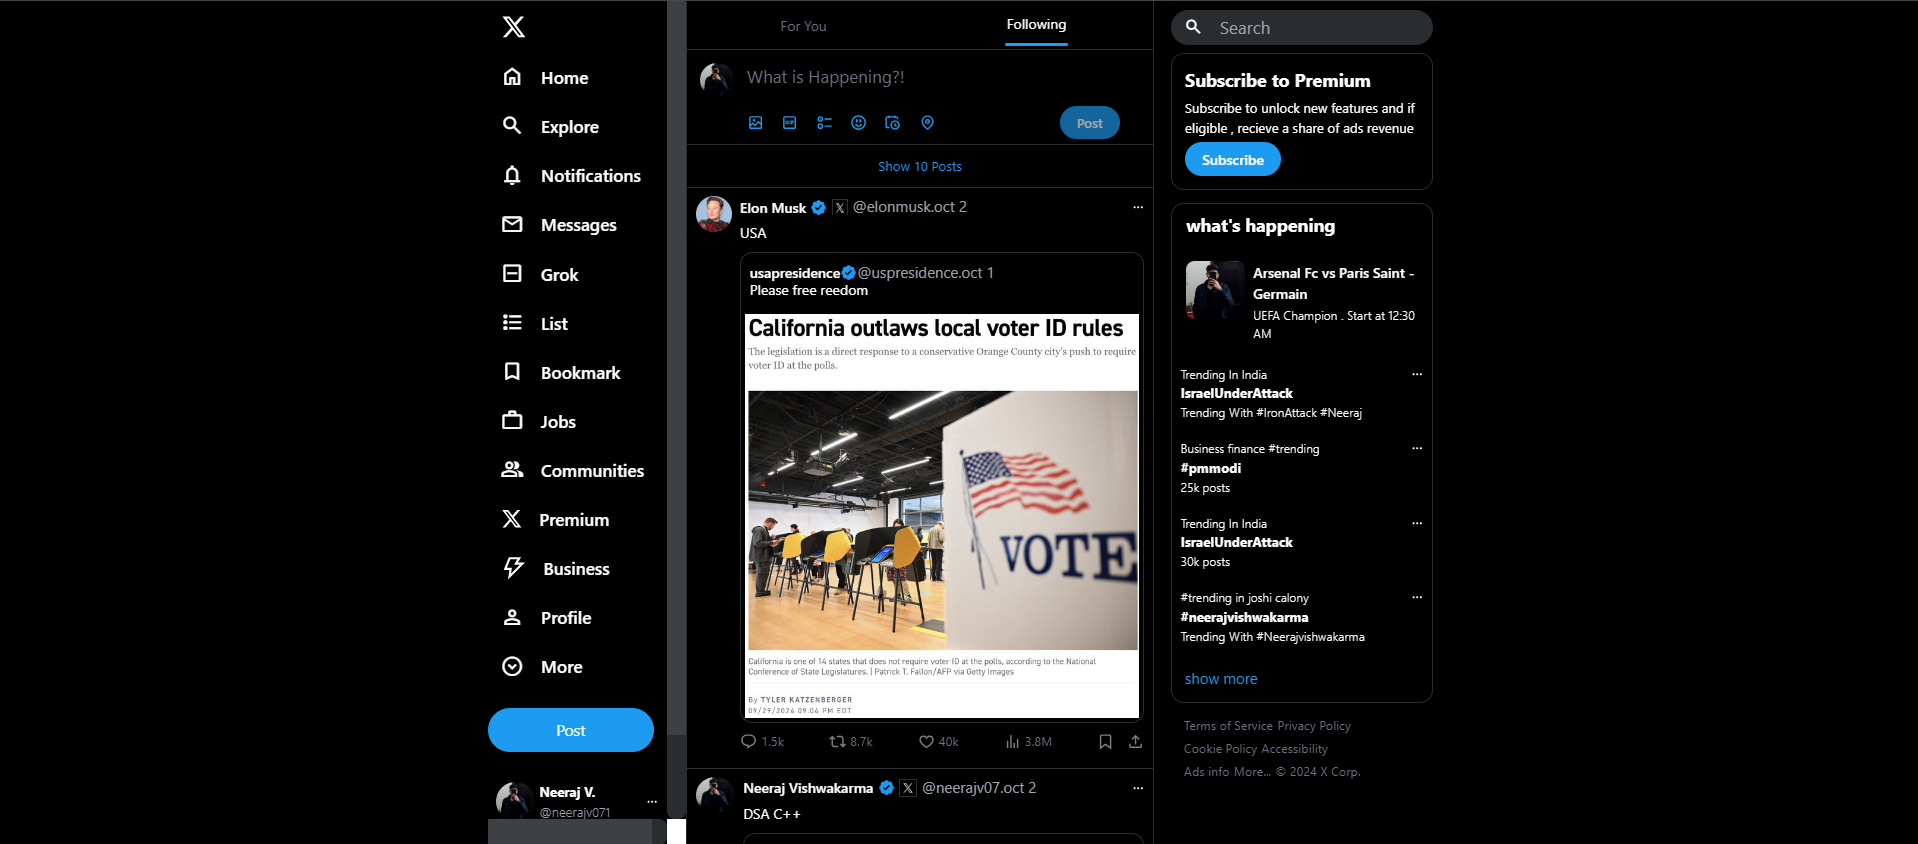 Home
Explore
Notifications
Messages
Grok
List
Bookmark
Jobs
Communities
Premium
Business
Profile
More
Post
Neeraj V.
@neerajv071
...
For You
Following
What is Happening?!
GIF
Post
Show 10 Posts
Elon Musk @elonmusk.oct 2
...
USA
usapresidence @uspresidence.oct 1
Please free reedom
California outlaws local voter ID rules
The legislation is a direct response to a conservative Orange County city's push to require
voter ID at the polls.
VOTE
California is one of 14 states that does not require voter ID at the polls, according to the National
Conference of State Legislatures. | Patrick T. Fallon/AFP via Getty Images
By TYLER KATZENBERGER
09/29/2024 09:04 PM EDT
1.5k
8.7k
40k
3.8M
Neeraj Vishwakarma @neerajv07.oct 2
...
DSA C++
Search
Subscribe to Premium
Subscribe to unlock new features and if
eligible , recieve a share of ads revenue
Subscribe
what's happening
Arsenal Fc vs Paris Saint -
Germain
UEFA Champion . Start at 12:30
AM
Trending In India
...
IsraelUnderAttack
Trending With #IronAttack #Neeraj
Business finance #trending
...
#pmmodi
25k posts
Trending In India
...
IsraelUnderAttack
30k posts
#trending in joshi calony
...
#neerajvishwakarma
Trending With #Neerajvishwakarma
show more
Terms of Service Privacy Policy
Cookie Policy Accessibility
Ads info More... © 2024 X Corp.